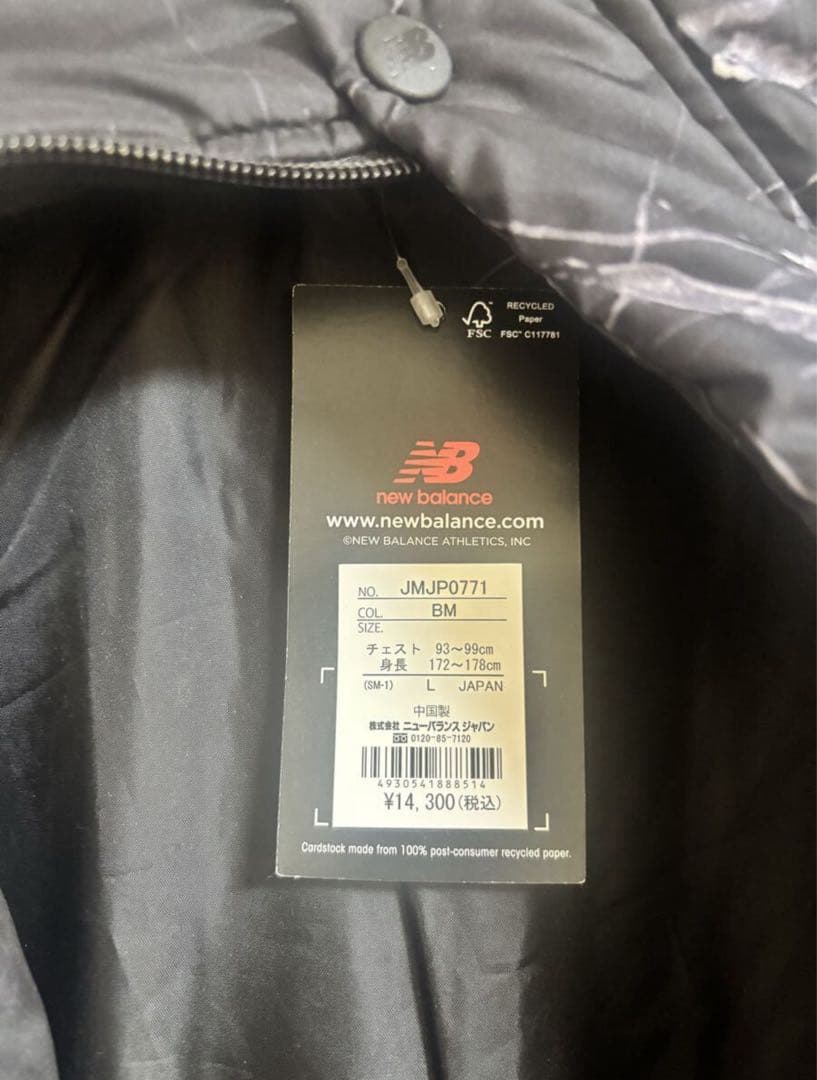 RECYCLED
Paper
FSC
FSC™ C117781
NB
new balance
www.newbalance.com
©NEW BALANCE ATHLETICS, INC
NO. JMJP0771
COL. BM
SIZE.
チェスト 93～99cm
身長 172～178cm
(SM-1) L JAPAN
中国製
株式会社 ニューバランス ジャパン
0120-85-7120
4930541888514
¥14,300(税込)
Cardstock made from 100% post-consumer recycled paper.